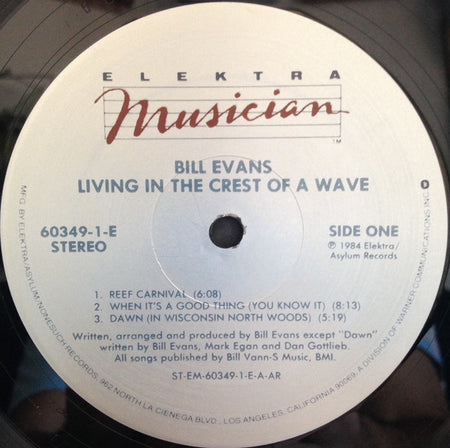 ELEKTRA
Musician
TM
BILL EVANS
LIVING IN THE CREST OF A WAVE
60349-1-E
STEREO
SIDE ONE
℗ 1984 Elektra/
Asylum Records
1. REEF CARNIVAL (6:08)
2. WHEN IT'S A GOOD THING (YOU KNOW IT) (8:13)
3. DAWN (IN WISCONSIN NORTH WOODS) (5:19)
Written, arranged and produced by Bill Evans except "Dawn"
written by Bill Evans, Mark Egan and Dan Gottlieb.
All songs published by Bill Vann-S Music, BMI.
ST-EM-60349-1-E-A-AR
MFG. BY ELEKTRA/ASYLUM/NONESUCH RECORDS, 962 NORTH LA CIENEGA BLVD., LOS ANGELES, CALIFORNIA 90069, A DIVISION OF WARNER COMMUNICATIONS INC.
O